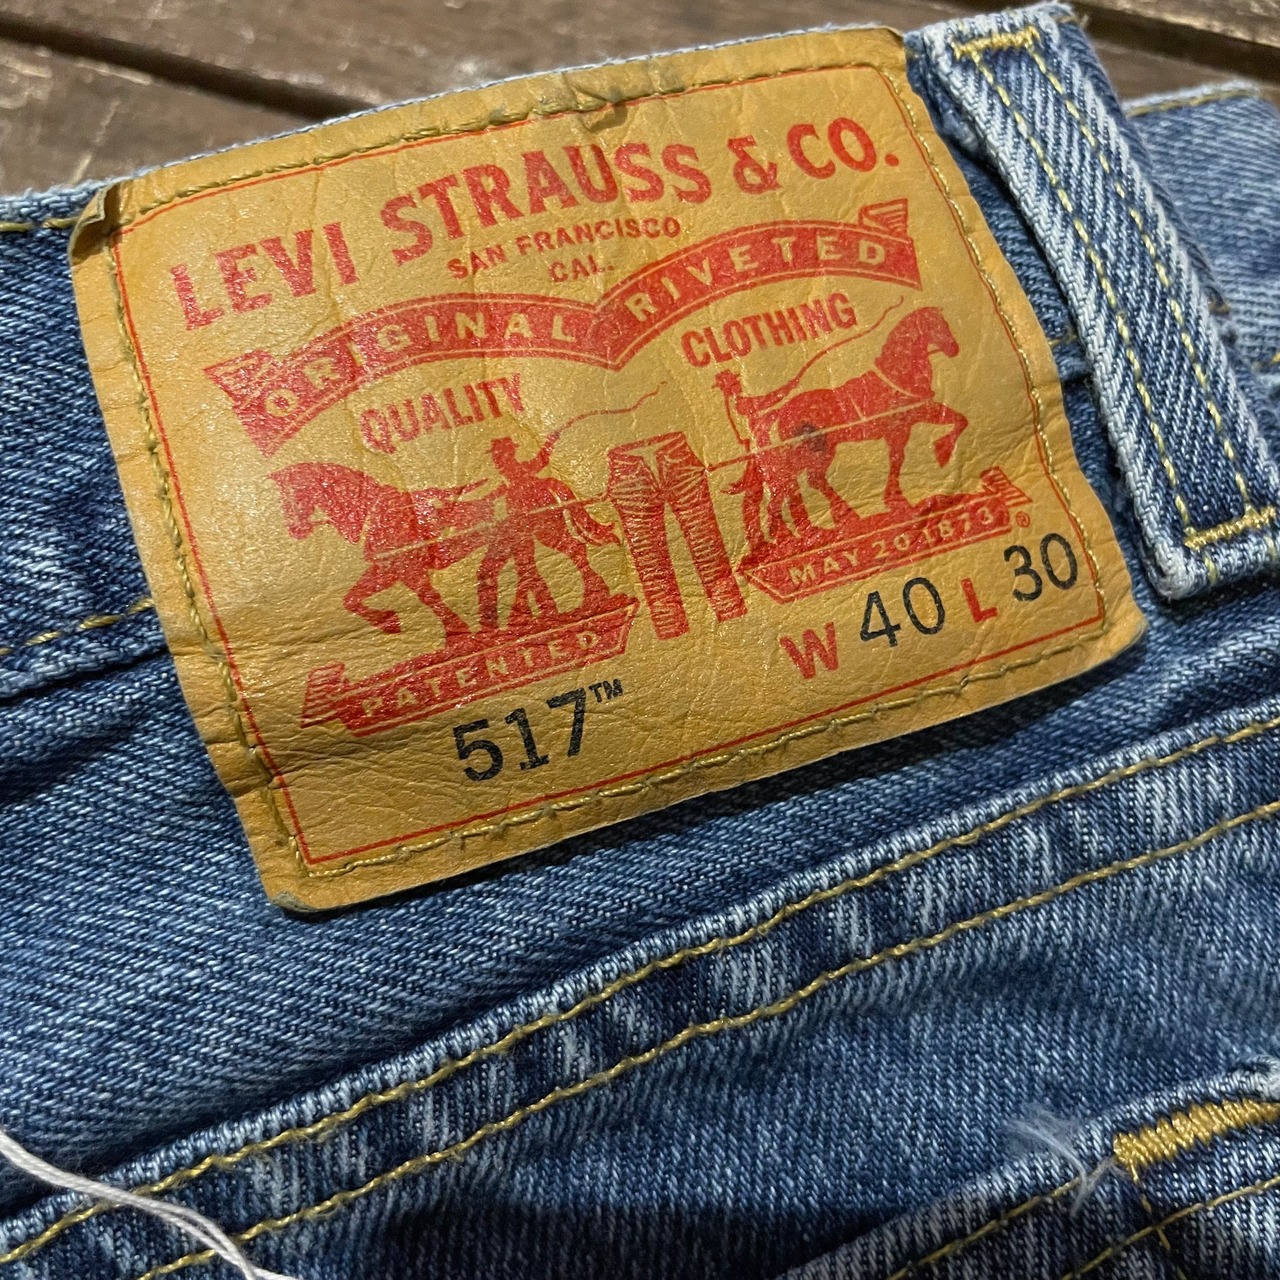 LEVI STRAUSS & CO.
SAN FRANCISCO
CAL.
ORIGINAL RIVETED
QUALITY CLOTHING
PATENTED MAY 20 1873 ®
517™ W 40 L 30